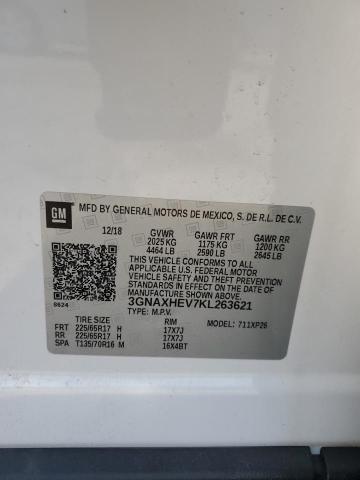 GM
MFD BY GENERAL MOTORS DE MEXICO, S. DE R.L. DE C.V.
12/18 GVWR GAWR FRT GAWR RR
2025 KG 1175 KG 1200 KG
4464 LB 2590 LB 2645 LB
THIS VEHICLE CONFORMS TO ALL APPLICABLE
U.S. FEDERAL MOTOR VEHICLE SAFETY, BUMPER,
AND THEFT PREVENTION STANDARDS IN EFFECT
ON THE DATE OF MANUFACTURE SHOWN ABOVE.
8624 3GNAXHEV7KL263621
TYPE: M.P.V.
TIRE SIZE RIM MODEL: 711XP26
FRT 225/65R17 H 17X7J
RR 225/65R17 H 17X7J
SPA T135/70R16 M 16X4BT